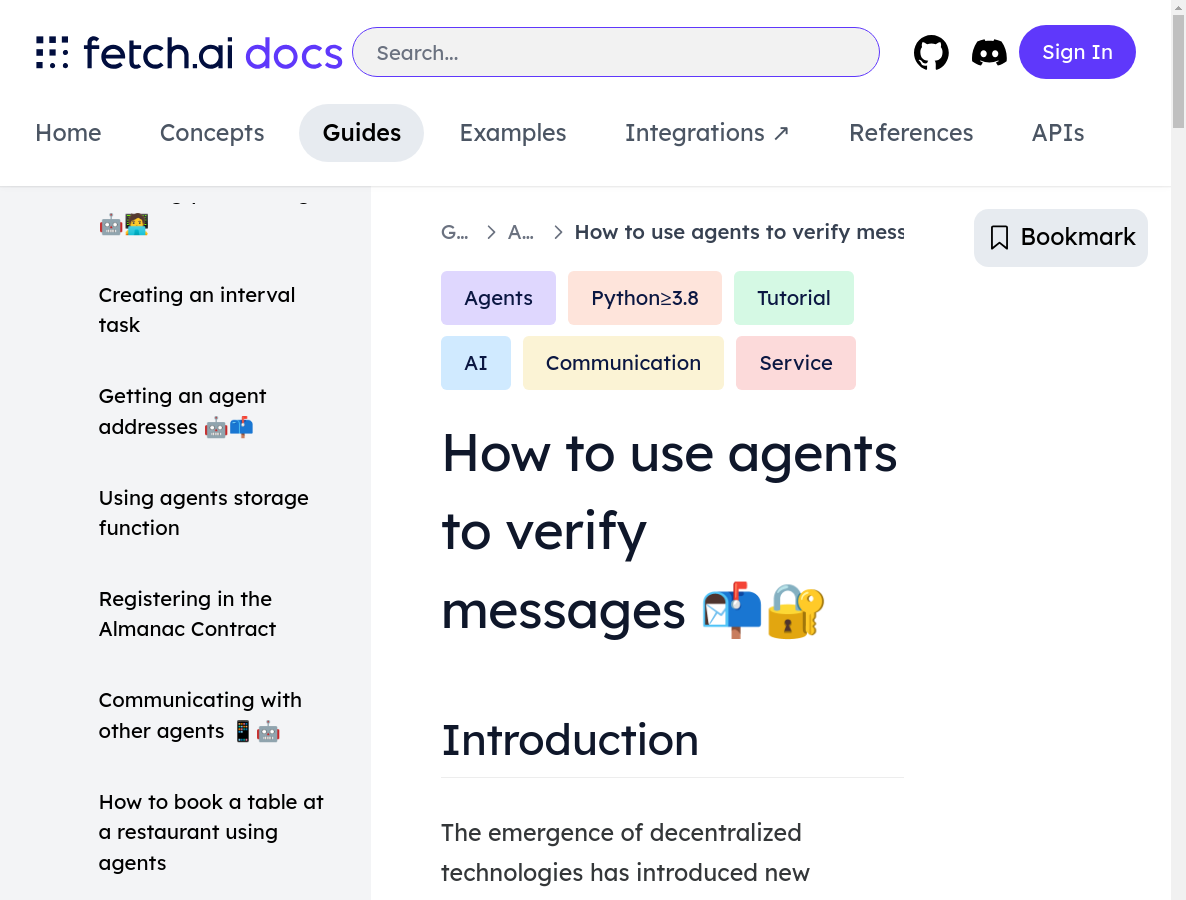 fetch.ai docs
Search...
Sign In
Home
Concepts
Guides
Examples
Integrations ↗
References
APIs
🤖🧑‍💻
Creating an interval
task
Getting an agent
addresses 🤖📫
Using agents storage
function
Registering in the
Almanac Contract
Communicating with
other agents 📱🤖
How to book a table at
a restaurant using
agents
G...
A...
How to use agents to verify mess
Bookmark
Agents
Python≥3.8
Tutorial
AI
Communication
Service
How to use agents
to verify
messages 📬🔐
Introduction
The emergence of decentralized
technologies has introduced new